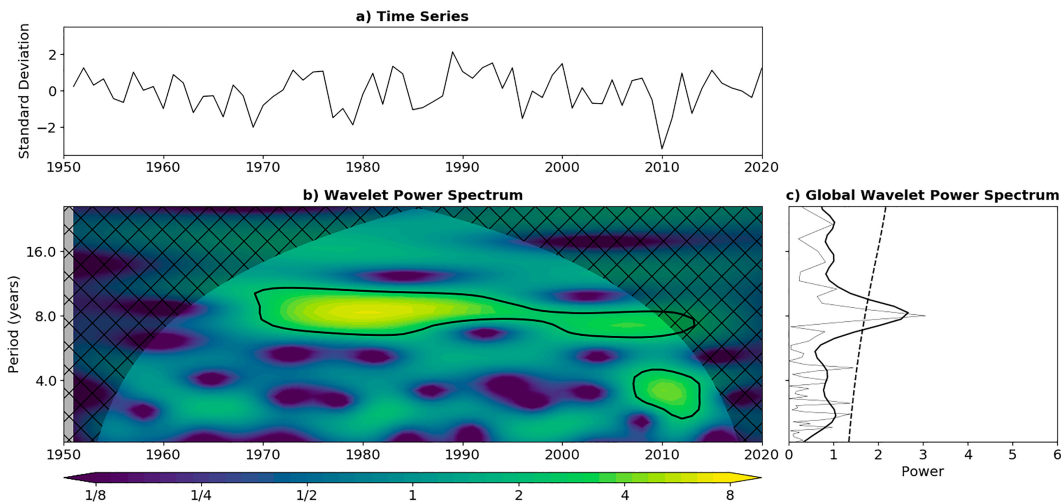 a) Time Series
Standard Deviation
2
0
−2
1950 1960 1970 1980 1990 2000 2010 2020
b) Wavelet Power Spectrum
Period (years)
16.0
8.0
4.0
1950 1960 1970 1980 1990 2000 2010 2020
1/8 1/4 1/2 1 2 4 8
c) Global Wavelet Power Spectrum
0 1 2 3 4 5 6
Power